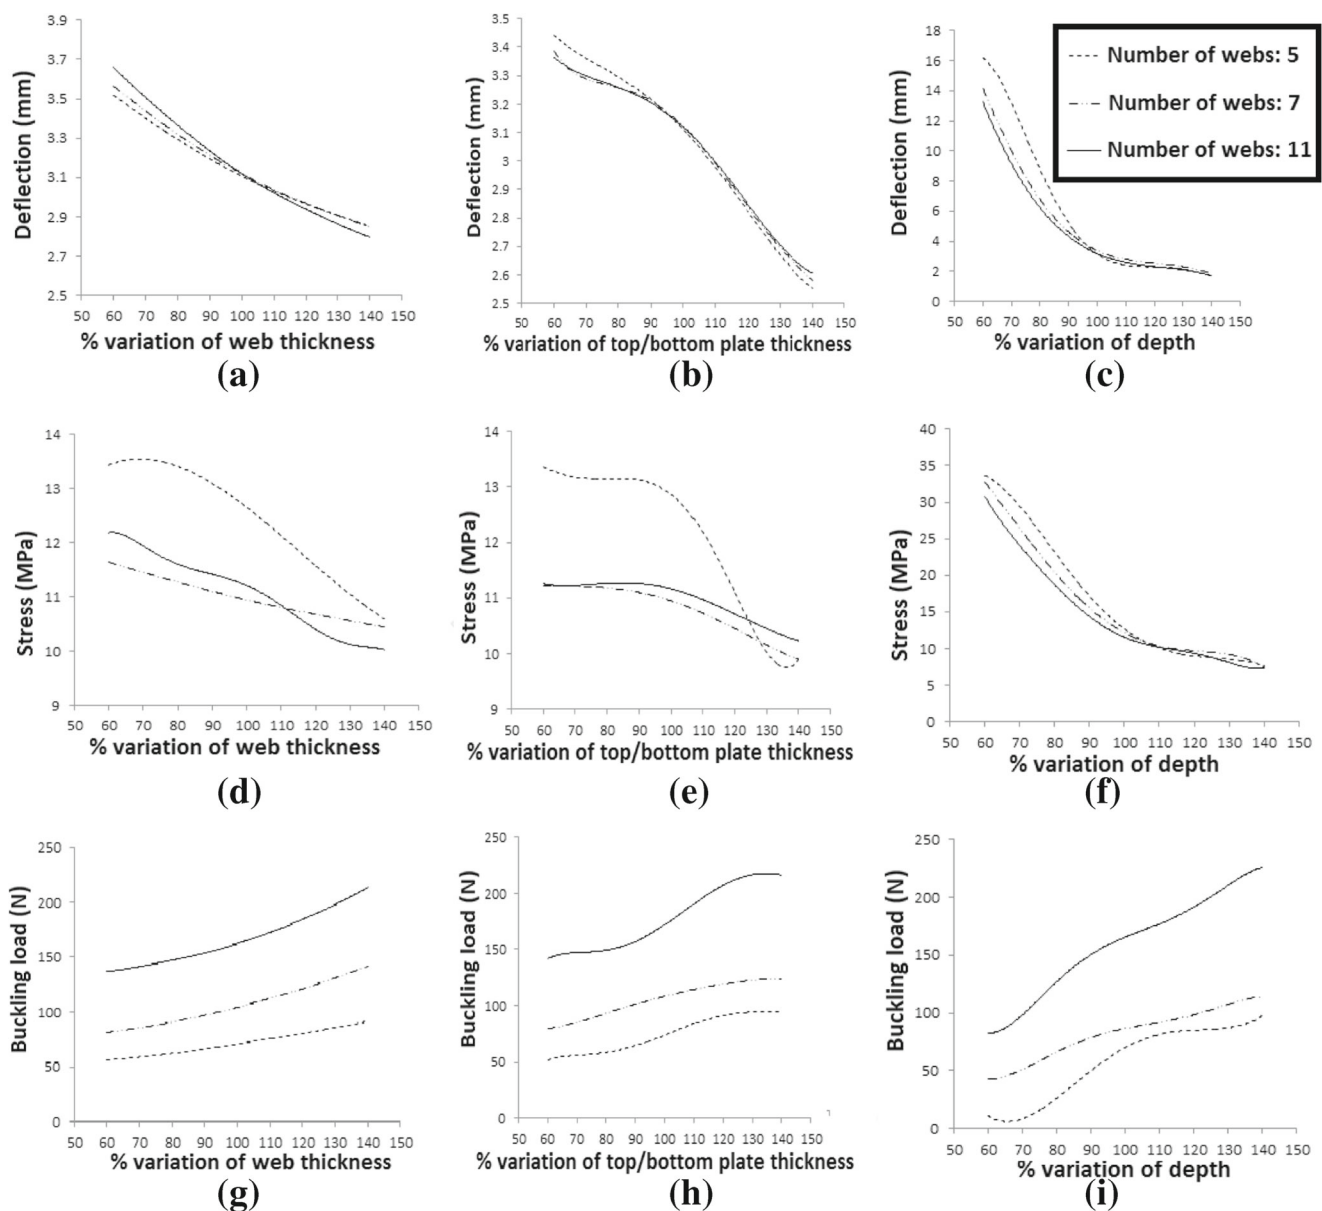 3.9
3.7
3.5
3.3
3.1
2.9
2.7
2.5
Deflection (mm)
50 60 70 80 90 100 110 120 130 140 150
% variation of web thickness
(a)
3.5
3.4
3.3
3.2
3.1
3
2.9
2.8
2.7
2.6
2.5
Deflection (mm)
50 60 70 80 90 100 110 120 130 140 150
% variation of top/bottom plate thickness
(b)
18
16
14
12
10
8
6
4
2
0
Deflection (mm)
50 60 70 80 90 100 110 120 130 140 150
% variation of depth
(c)
Number of webs: 5
Number of webs: 7
Number of webs: 11
14
13
12
11
10
9
Stress (MPa)
50 60 70 80 90 100 110 120 130 140 150
% variation of web thickness
(d)
14
13
12
11
10
9
Stress (MPa)
50 60 70 80 90 100 110 120 130 140 150
% variation of top/bottom plate thickness
(e)
40
35
30
25
20
15
10
5
0
Stress (MPa)
50 60 70 80 90 100 110 120 130 140 150
% variation of depth
(f)
250
200
150
100
50
0
Buckling load (N)
50 60 70 80 90 100 110 120 130 140 150
% variation of web thickness
(g)
250
200
150
100
50
0
Buckling load (N)
50 60 70 80 90 100 110 120 130 140 150
% variation of top/bottom plate thickness
(h)
250
200
150
100
50
0
Buckling load (N)
50 60 70 80 90 100 110 120 130 140 150
% variation of depth
(i)